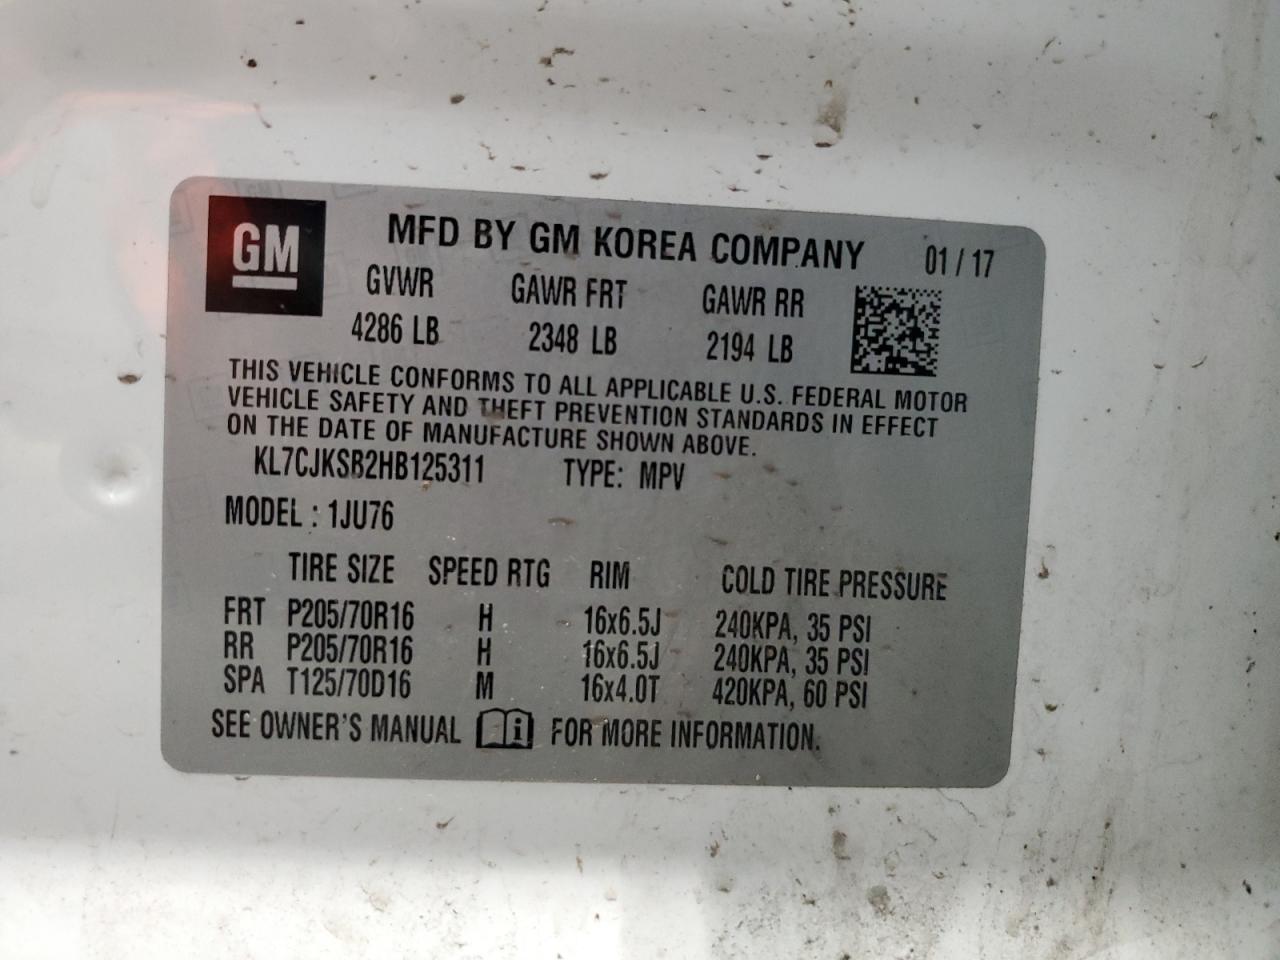 GM
MFD BY GM KOREA COMPANY 01 / 17
GVWR GAWR FRT GAWR RR
4286 LB 2348 LB 2194 LB
THIS VEHICLE CONFORMS TO ALL APPLICABLE U.S. FEDERAL MOTOR
VEHICLE SAFETY AND THEFT PREVENTION STANDARDS IN EFFECT
ON THE DATE OF MANUFACTURE SHOWN ABOVE.
KL7CJKSB2HB125311 TYPE: MPV
MODEL : 1JU76
TIRE SIZE SPEED RTG RIM COLD TIRE PRESSURE
FRT P205/70R16 H 16x6.5J 240KPA, 35 PSI
RR P205/70R16 H 16x6.5J 240KPA, 35 PSI
SPA T125/70D16 M 16x4.0T 420KPA, 60 PSI
SEE OWNER'S MANUAL i FOR MORE INFORMATION.